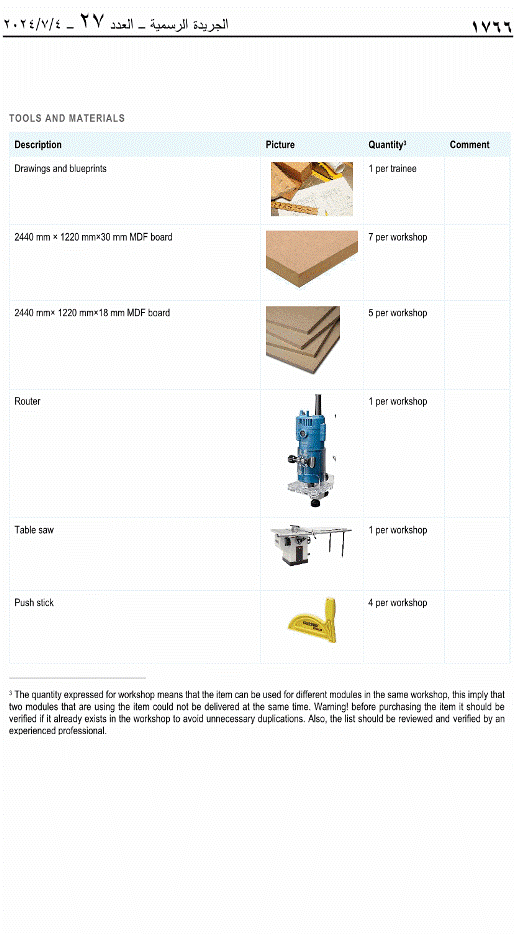 ١٧٦٦ الجريدة الرسمية – العدد ٢٧ – ٢٠٢٤/٧/٤
TOOLS AND MATERIALS
Description Picture Quantity³ Comment
Drawings and blueprints 1 per trainee
2440 mm × 1220 mm×30 mm MDF board 7 per workshop
2440 mm× 1220 mm×18 mm MDF board 5 per workshop
Router 1 per workshop
Table saw 1 per workshop
Push stick 4 per workshop
³ The quantity expressed for workshop means that the item can be used for different modules in the same workshop, this imply that
two modules that are using the item could not be delivered at the same time. Warning! before purchasing the item it should be
verified if it already exists in the workshop to avoid unnecessary duplications. Also, the list should be reviewed and verified by an
experienced professional.